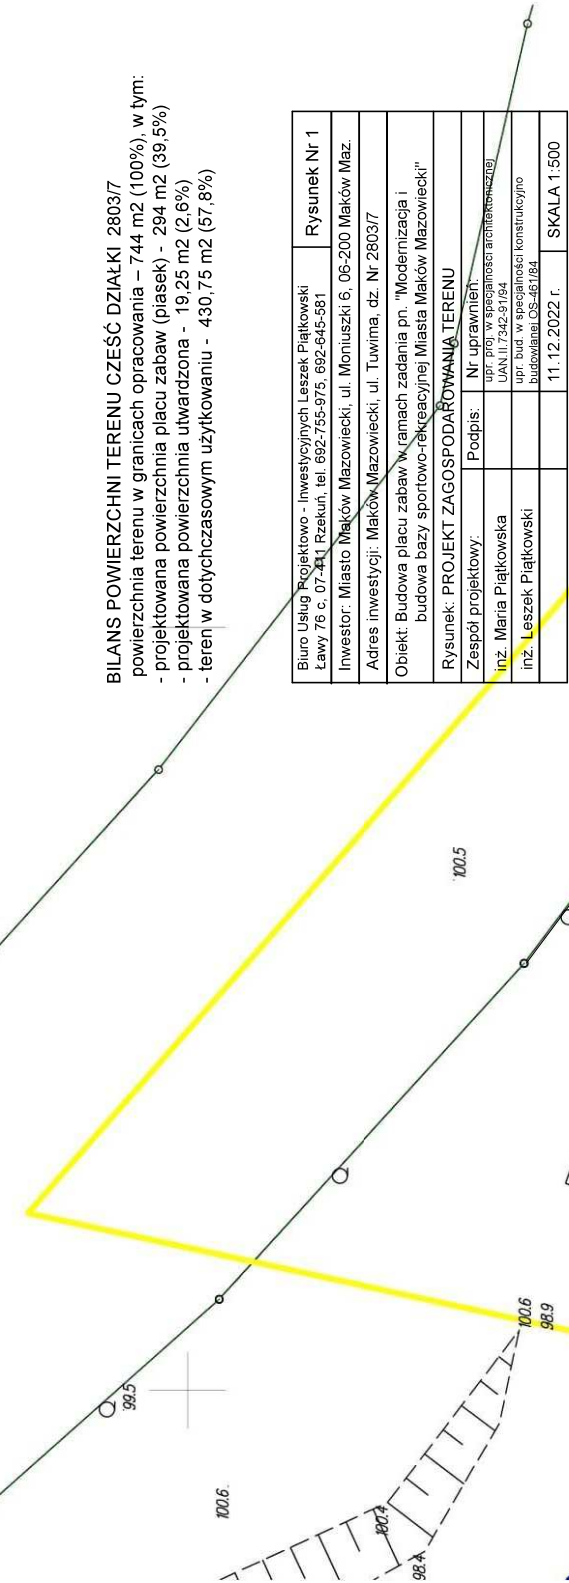 BILANS POWIERZCHNI TERENU CZEŚĆ DZIAŁKI 2803/7
powierzchnia terenu w granicach opracowania – 744 m2 (100%), w tym:
- projektowana powierzchnia placu zabaw (piasek) - 294 m2 (39,5%)
- projektowana powierzchnia utwardzona - 19,25 m2 (2,6%)
- teren w dotychczasowym użytkowaniu - 430,75 m2 (57,8%)
Biuro Usług Projektowo - Inwestycyjnych Leszek Piątkowski
Ławy 76 c, 07-411 Rzekuń, tel. 692-755-975, 692-645-581
Rysunek Nr 1
Inwestor: Miasto Maków Mazowiecki, ul. Moniuszki 6, 06-200 Maków Maz.
Adres inwestycji: Maków Mazowiecki, ul. Tuwima, dz. Nr 2803/7
Obiekt: Budowa placu zabaw w ramach zadania pn. "Modernizacja i
budowa bazy sportowo-rekreacyjnej Miasta Maków Mazowiecki"
Rysunek: PROJEKT ZAGOSPODAROWANIA TERENU
Zespół projektowy: Podpis: Nr uprawnień:
inż. Maria Piątkowska
upr. proj. w specjalności architektonicznej
UAN.II.7342-91/94
inż. Leszek Piątkowski
upr. bud. w specjalności konstrukcyjno
budowlanej OS-461/84
11.12.2022 r. SKALA 1:500
100.5
100.6
98.9
99.5
100.6
100.4
98.4